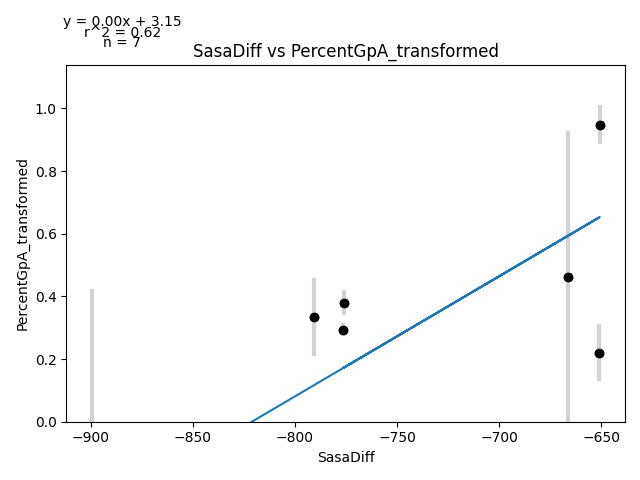 y = 0.00x + 3.15
r^2 = 0.62
n = 7
SasaDiff vs PercentGpA_transformed
PercentGpA_transformed
1.0
0.8
0.6
0.4
0.2
0.0
−900
−850
−800
−750
−700
−650
SasaDiff